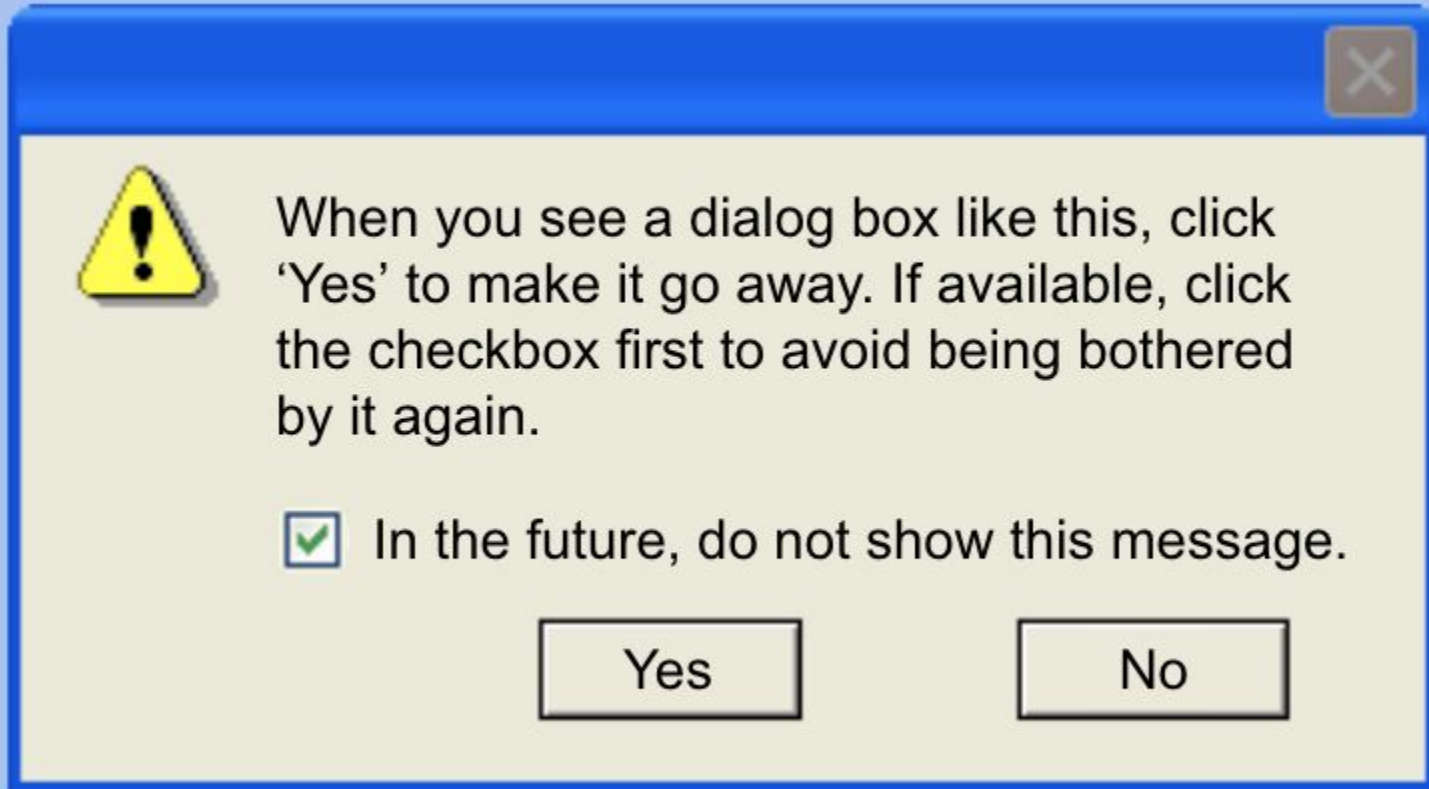 When you see a dialog box like this, click
‘Yes’ to make it go away. If available, click
the checkbox first to avoid being bothered
by it again.
In the future, do not show this message.
Yes No